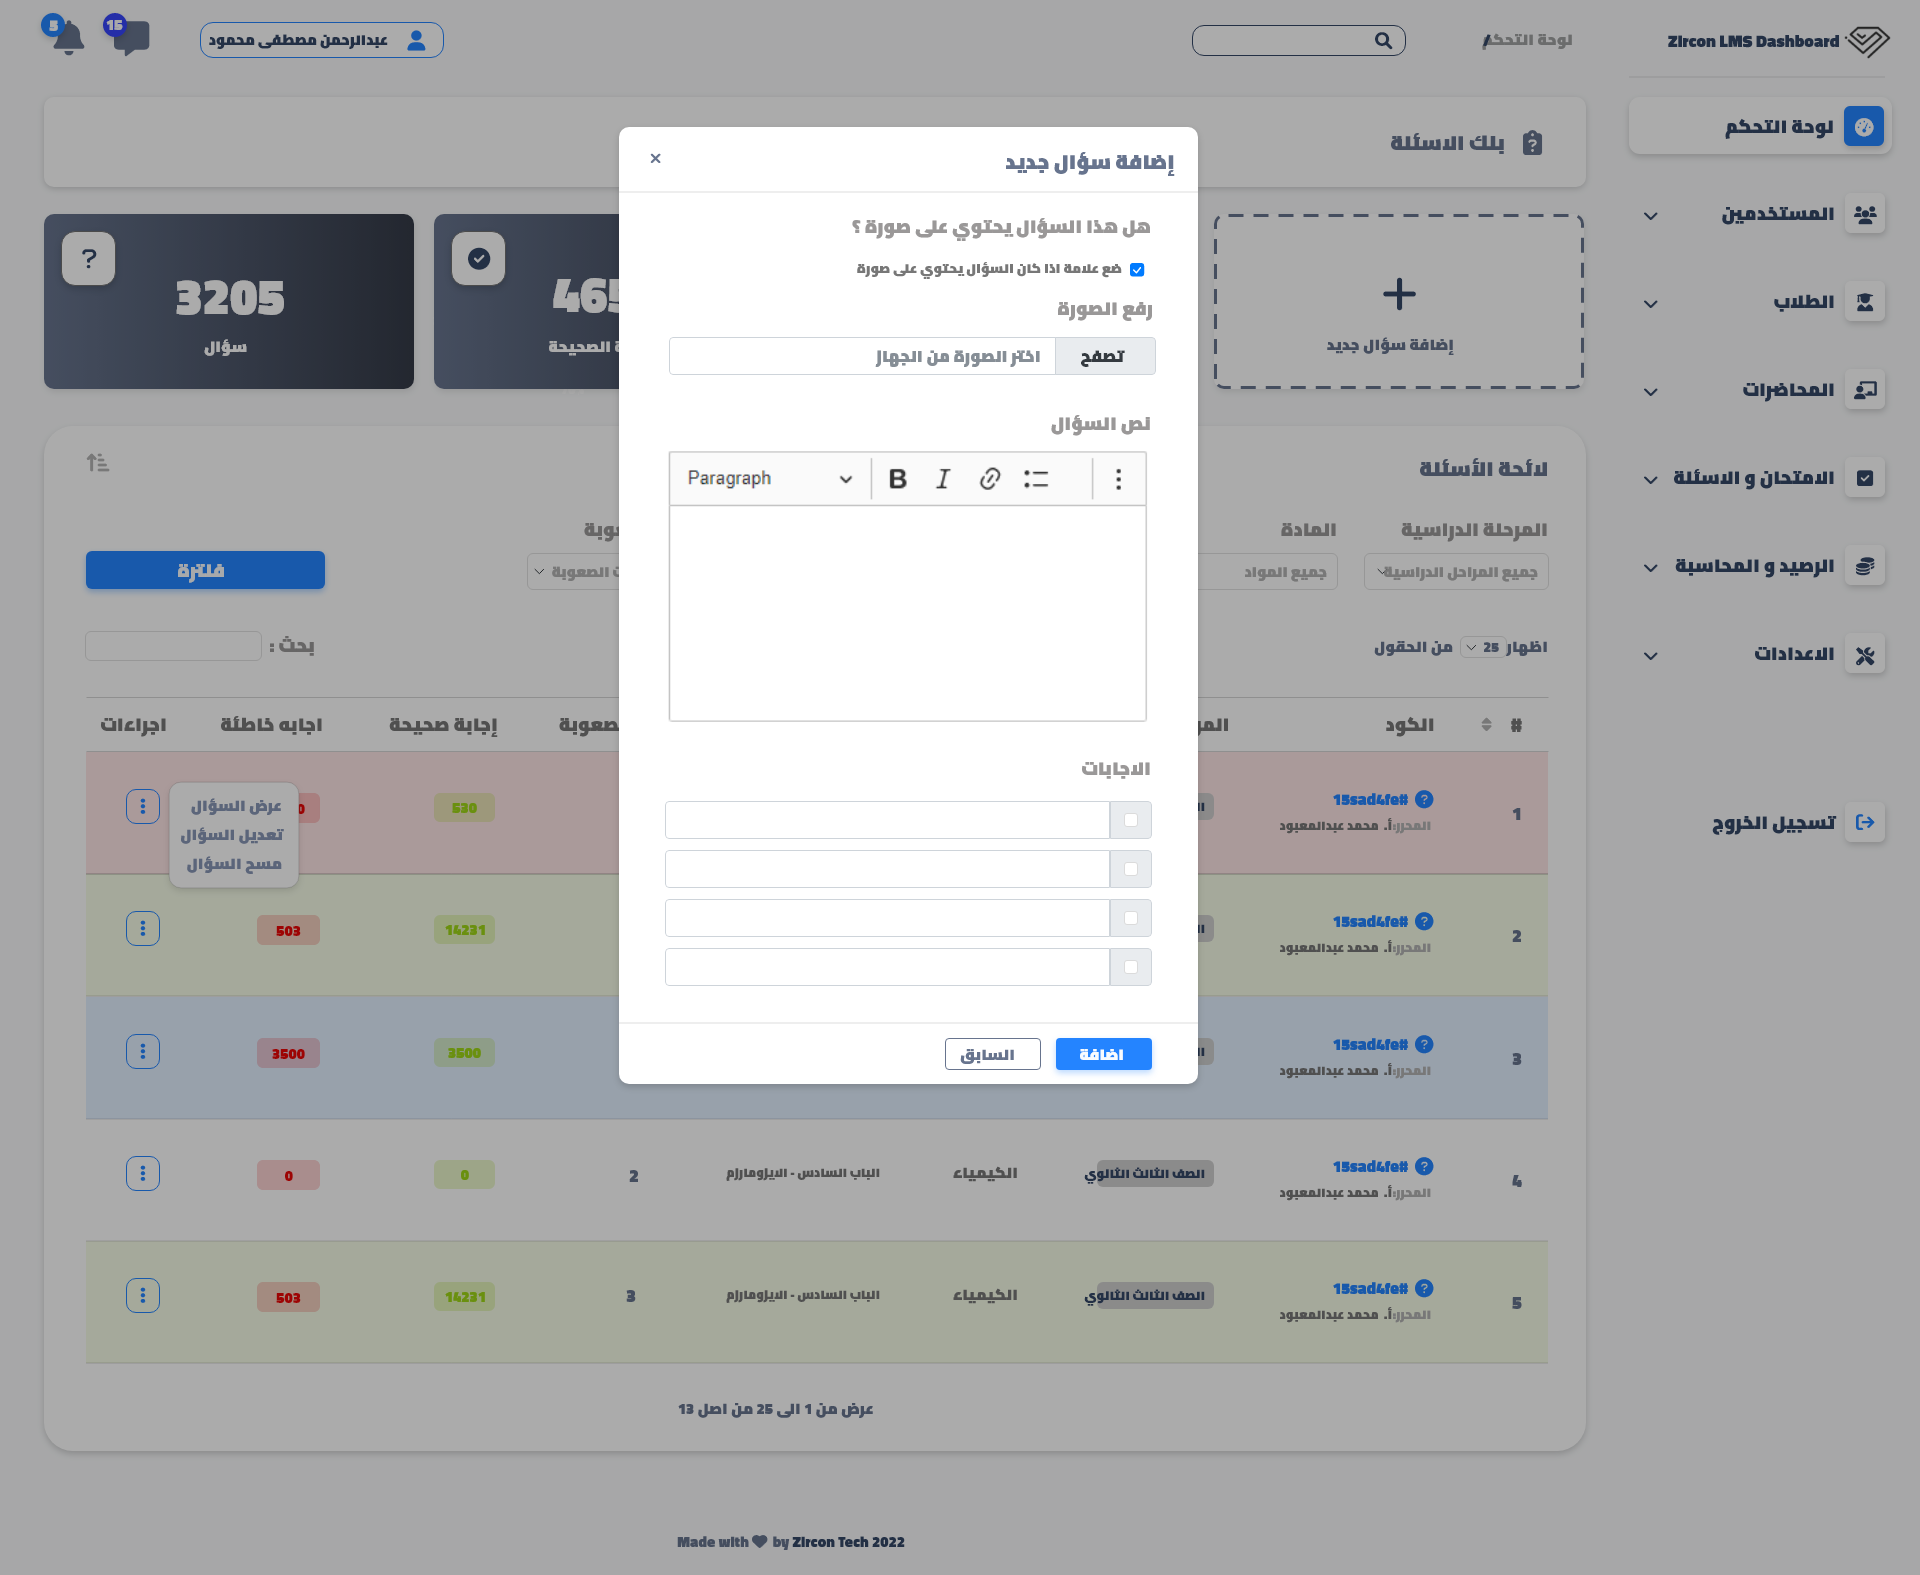 Zircon LMS Dashboard
لوحة التحكم /
عبدالرحمن مصطفى محمود
15
5
لوحة التحكم
المستخدمين
الطلاب
المحاضرات
الامتحان و الاسئلة
الرصيد و المحاسبة
الاعدادات
تسجيل الخروج
بنك الاسئلة
إضافة سؤال جديد
ة الصحيحة
3205
سؤال
إضافة سؤال جديد
×
هل هذا السؤال يحتوي على صورة ؟
ضع علامة اذا كان السؤال يحتوي على صورة
رفع الصورة
تصفح
اختر الصورة من الجهاز
نص السؤال
Paragraph
B I
الاجابات
اضافة
السابق
لائحة الأسئلة
المرحلة الدراسية
المادة
جميع المراحل الدراسية
جميع المواد
ت الصعوبة
فلترة
اظهار 25 من الحقول
بحث :
#
الكود
إجابة صحيحة
اجابه خاطئة
اجراءات
1
#15sad4fe
المحرر: أ. محمد عبدالمعبود
530
عرض السؤال
تعديل السؤال
مسح السؤال
2
#15sad4fe
المحرر: أ. محمد عبدالمعبود
14231
503
3
#15sad4fe
المحرر: أ. محمد عبدالمعبود
3500
3500
4
#15sad4fe
المحرر: أ. محمد عبدالمعبود
الصف الثالث الثانوي
الكيمياء
الباب السادس - الايزومارزم
2
0
0
5
#15sad4fe
المحرر: أ. محمد عبدالمعبود
الصف الثالث الثانوي
الكيمياء
الباب السادس - الايزومارزم
3
14231
503
عرض من 1 الى 25 من اصل 13
Made with by Zircon Tech 2022